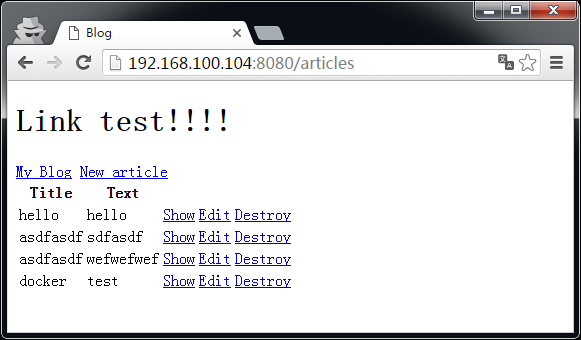 Blog
192.168.100.104:8080/articles
Link test!!!!
My Blog New article
Title Text
hello hello Show Edit Destroy
asdfasdf sdfasdf Show Edit Destroy
asdfasdf wefwefwef Show Edit Destroy
docker test Show Edit Destroy